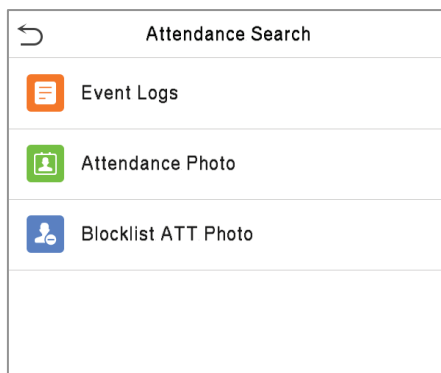 Attendance Search
Event Logs
Attendance Photo
Blocklist ATT Photo